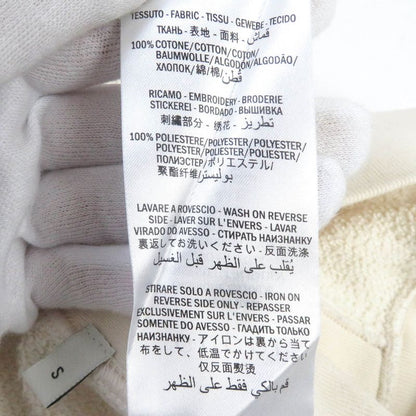 TESSUTO - FABRIC - TISSU - GEWEBE - TECIDO
ТКАНЬ - 表地 - 面料 - قماش
100% COTONE/COTTON/COTON/
BAUMWOLLE/ALGODÓN/ALGODÃO/
ХЛОПОК/綿/棉/ قُطن
RICAMO - EMBROIDERY - BRODERIE
STICKEREI - BORDADO - ВЫШИВКА
刺繍部分 - 绣花 - تطريز
100% POLIESTERE/POLYESTER/
POLYESTER/POLIÉSTER/POLIÉSTER/
ПОЛИЭСТЕР/ポリエステル/
聚酯纤维/ بوليستر
LAVARE A ROVESCIO - WASH ON REVERSE
SIDE - LAVER SUR L'ENVERS - LAVAR
VIRADO DO AVESSO - СТИРАТЬ НАИЗНАНКУ
裏返してお洗いください - 反面洗涤
يُقلب على الظهر قبل الغسيل
STIRARE SOLO A ROVESCIO - IRON ON
REVERSE SIDE ONLY - REPASSER
EXCLUSIVEMENT SUR L'ENVERS - PASSAR
SOMENTE DO AVESSO - ГЛАДИТЬ ТОЛЬКО
НАИЗНАНКУ - アイロンは裏から当て
布をして、低温でかけてください
仅反面熨烫
قم بالكي فقط على الظهر
S